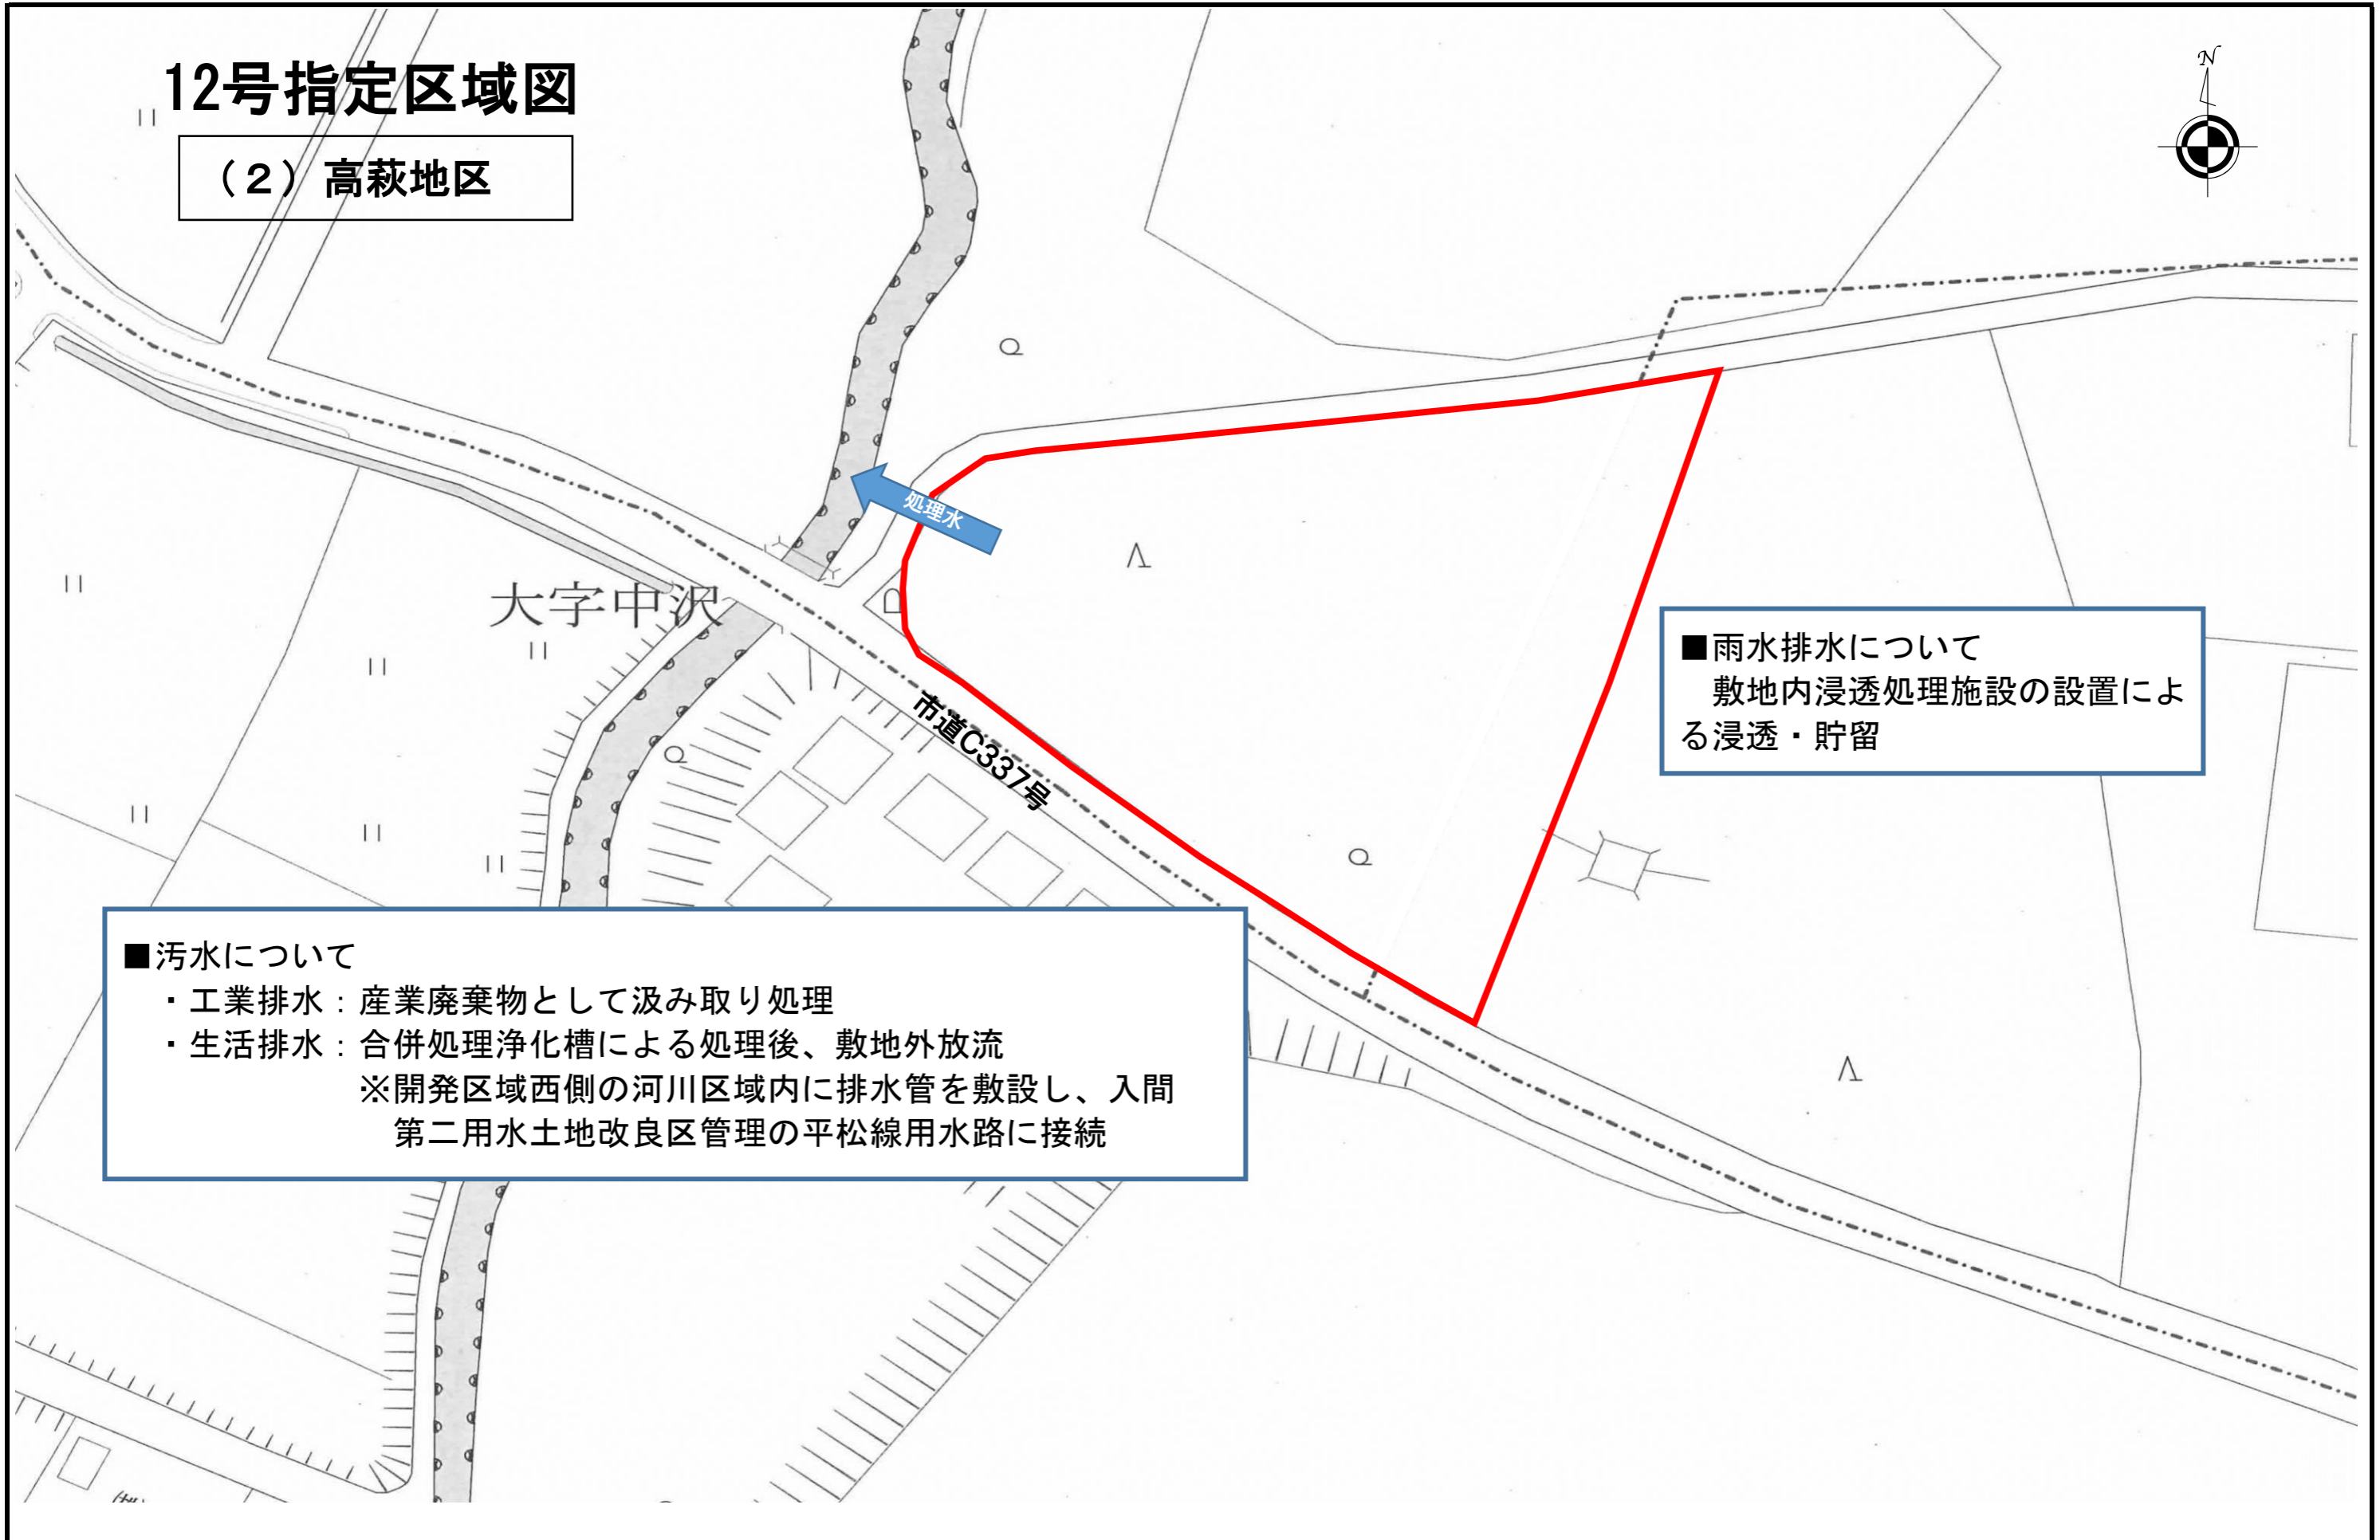 12号指定区域図
（２）高萩地区
N
処理水
大字中沢
市道C337号
■雨水排水について
敷地内浸透処理施設の設置によ
る浸透・貯留
■汚水について
・工業排水：産業廃棄物として汲み取り処理
・生活排水：合併処理浄化槽による処理後、敷地外放流
※開発区域西側の河川区域内に排水管を敷設し、入間
第二用水土地改良区管理の平松線用水路に接続